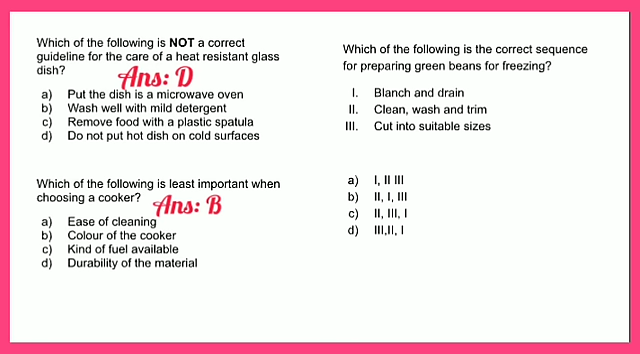 Which of the following is NOT a correct
guideline for the care of a heat resistant glass
dish?
Ans: D
a) Put the dish is a microwave oven
b) Wash well with mild detergent
c) Remove food with a plastic spatula
d) Do not put hot dish on cold surfaces
Which of the following is least important when
choosing a cooker?
Ans: B
a) Ease of cleaning
b) Colour of the cooker
c) Kind of fuel available
d) Durability of the material
Which of the following is the correct sequence
for preparing green beans for freezing?
I. Blanch and drain
II. Clean, wash and trim
III. Cut into suitable sizes
a) I, II III
b) II, I, III
c) II, III, I
d) III,II, I